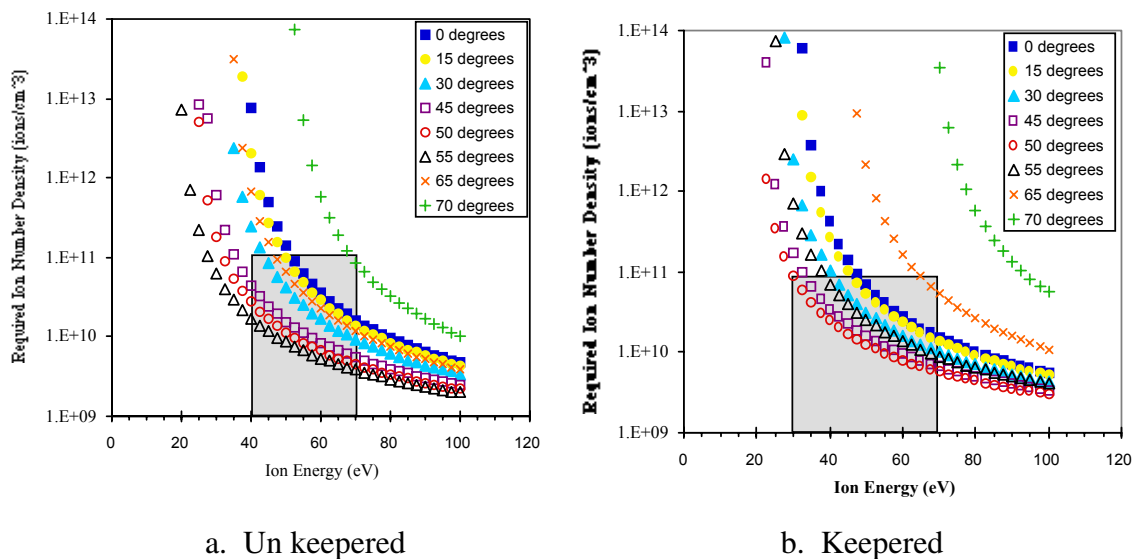 Required Ion Number Density (ions/cm^3)
1.E+14
1.E+13
1.E+12
1.E+11
1.E+10
1.E+09
0 20 40 60 80 100 120
Ion Energy (eV)
0 degrees
15 degrees
30 degrees
45 degrees
50 degrees
55 degrees
65 degrees
70 degrees
a. Un keepered
Required Ion Number Density (ions/cm^3)
1.E+14
1.E+13
1.E+12
1.E+11
1.E+10
1.E+09
0 20 40 60 80 100 120
Ion Energy (eV)
0 degrees
15 degrees
30 degrees
45 degrees
50 degrees
55 degrees
65 degrees
70 degrees
b. Keepered